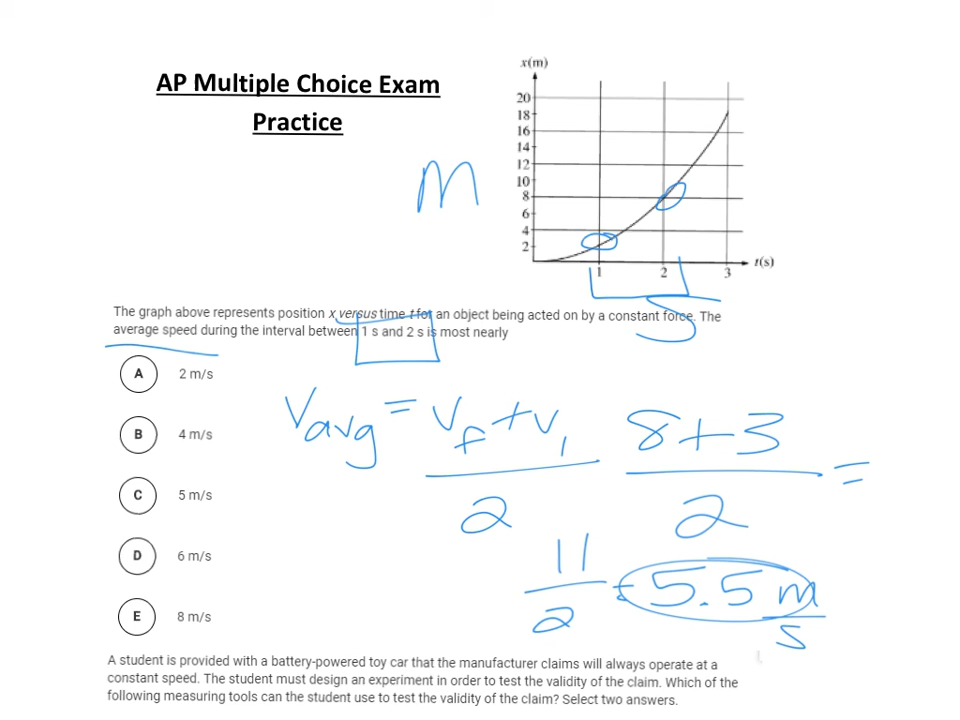 AP Multiple Choice Exam
Practice
x(m)
20
18
16
14
12
10
8
6
4
2
1 2 3 t(s)
m
s
The graph above represents position x versus time t for an object being acted on by a constant force. The
average speed during the interval between 1 s and 2 s is most nearly
A 2 m/s
B 4 m/s
C 5 m/s
D 6 m/s
E 8 m/s
Vavg = Vf + V1 / 2
8+3 / 2 =
11 / 2 = 5.5 m/s
A student is provided with a battery-powered toy car that the manufacturer claims will always operate at a
constant speed. The student must design an experiment in order to test the validity of the claim. Which of the
following measuring tools can the student use to test the validity of the claim? Select two answers.